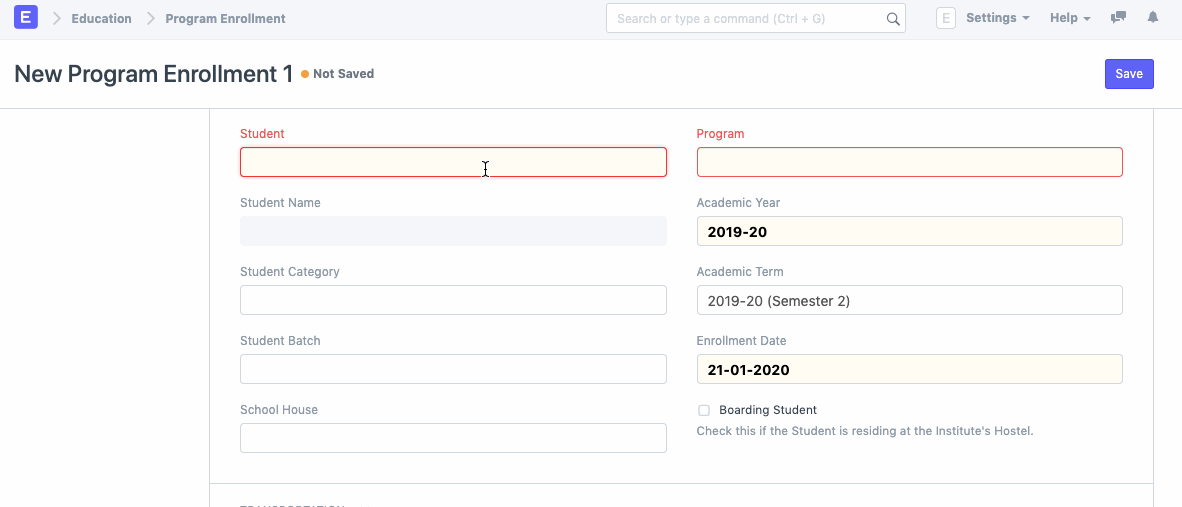 E Education Program Enrollment Search or type a command (Ctrl + G) E Settings Help
New Program Enrollment 1 Not Saved Save
Student Program
Student Name Academic Year
2019-20
Student Category Academic Term
2019-20 (Semester 2)
Student Batch Enrollment Date
21-01-2020
School House Boarding Student
Check this if the Student is residing at the Institute's Hostel.